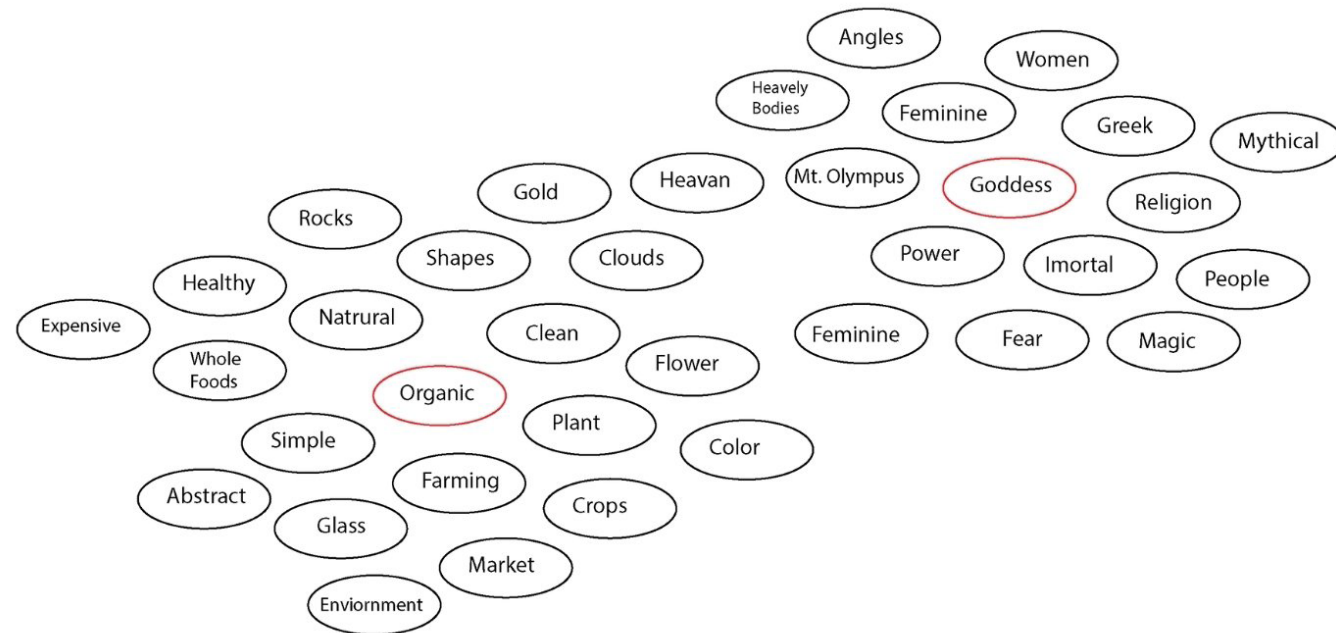 Angles
Women
Heavely
Bodies
Feminine
Greek
Mythical
Heavan
Mt. Olympus
Goddess
Religion
Gold
Rocks
Shapes
Clouds
Power
Imortal
People
Healthy
Expensive
Natrural
Clean
Feminine
Fear
Magic
Whole
Foods
Flower
Organic
Plant
Simple
Color
Abstract
Farming
Crops
Glass
Market
Enviornment